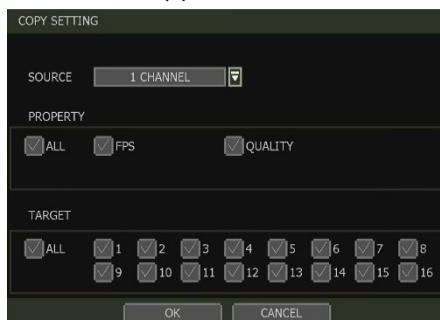 COPY SETTING
SOURCE 1 CHANNEL
PROPERTY
ALL FPS QUALITY
TARGET
ALL 1 2 3 4 5 6 7 8
9 10 11 12 13 14 15 16
OK CANCEL